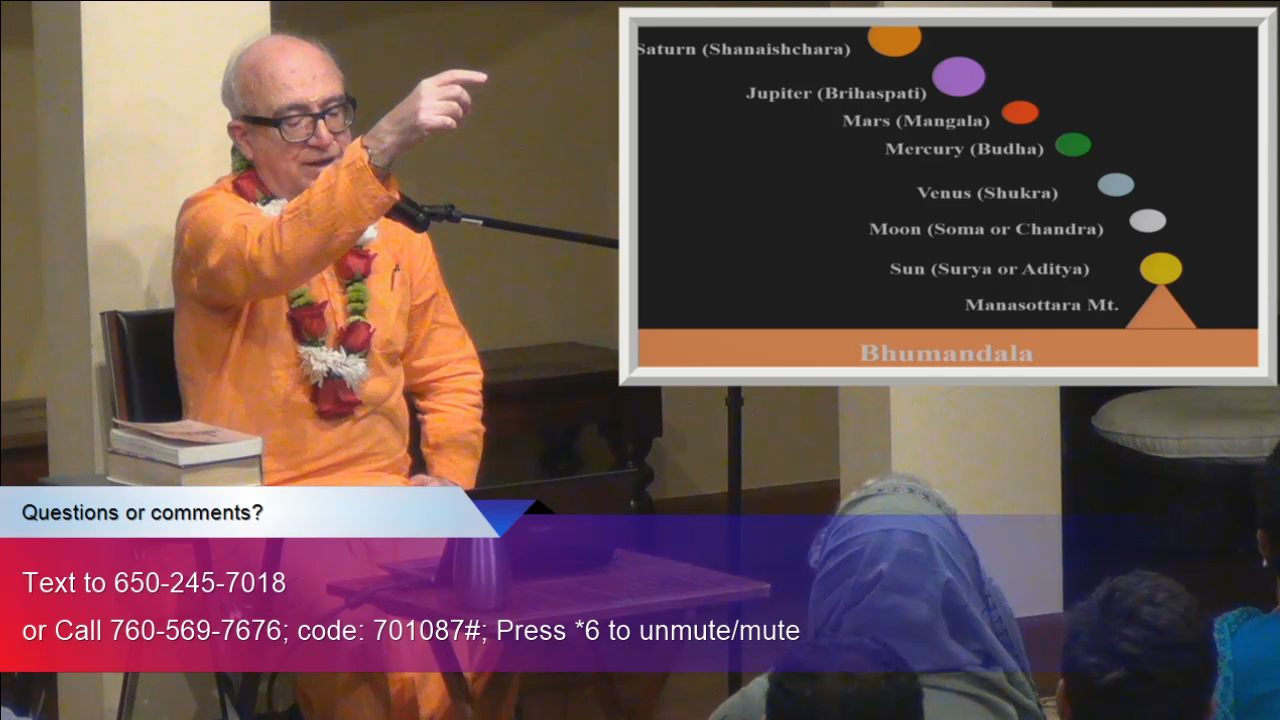 Saturn (Shanaishchara)
Jupiter (Brihaspati)
Mars (Mangala)
Mercury (Budha)
Venus (Shukra)
Moon (Soma or Chandra)
Sun (Surya or Aditya)
Manasottara Mt.
Bhumandala
Questions or comments?
Text to 650-245-7018
or Call 760-569-7676; code: 701087#; Press *6 to unmute/mute